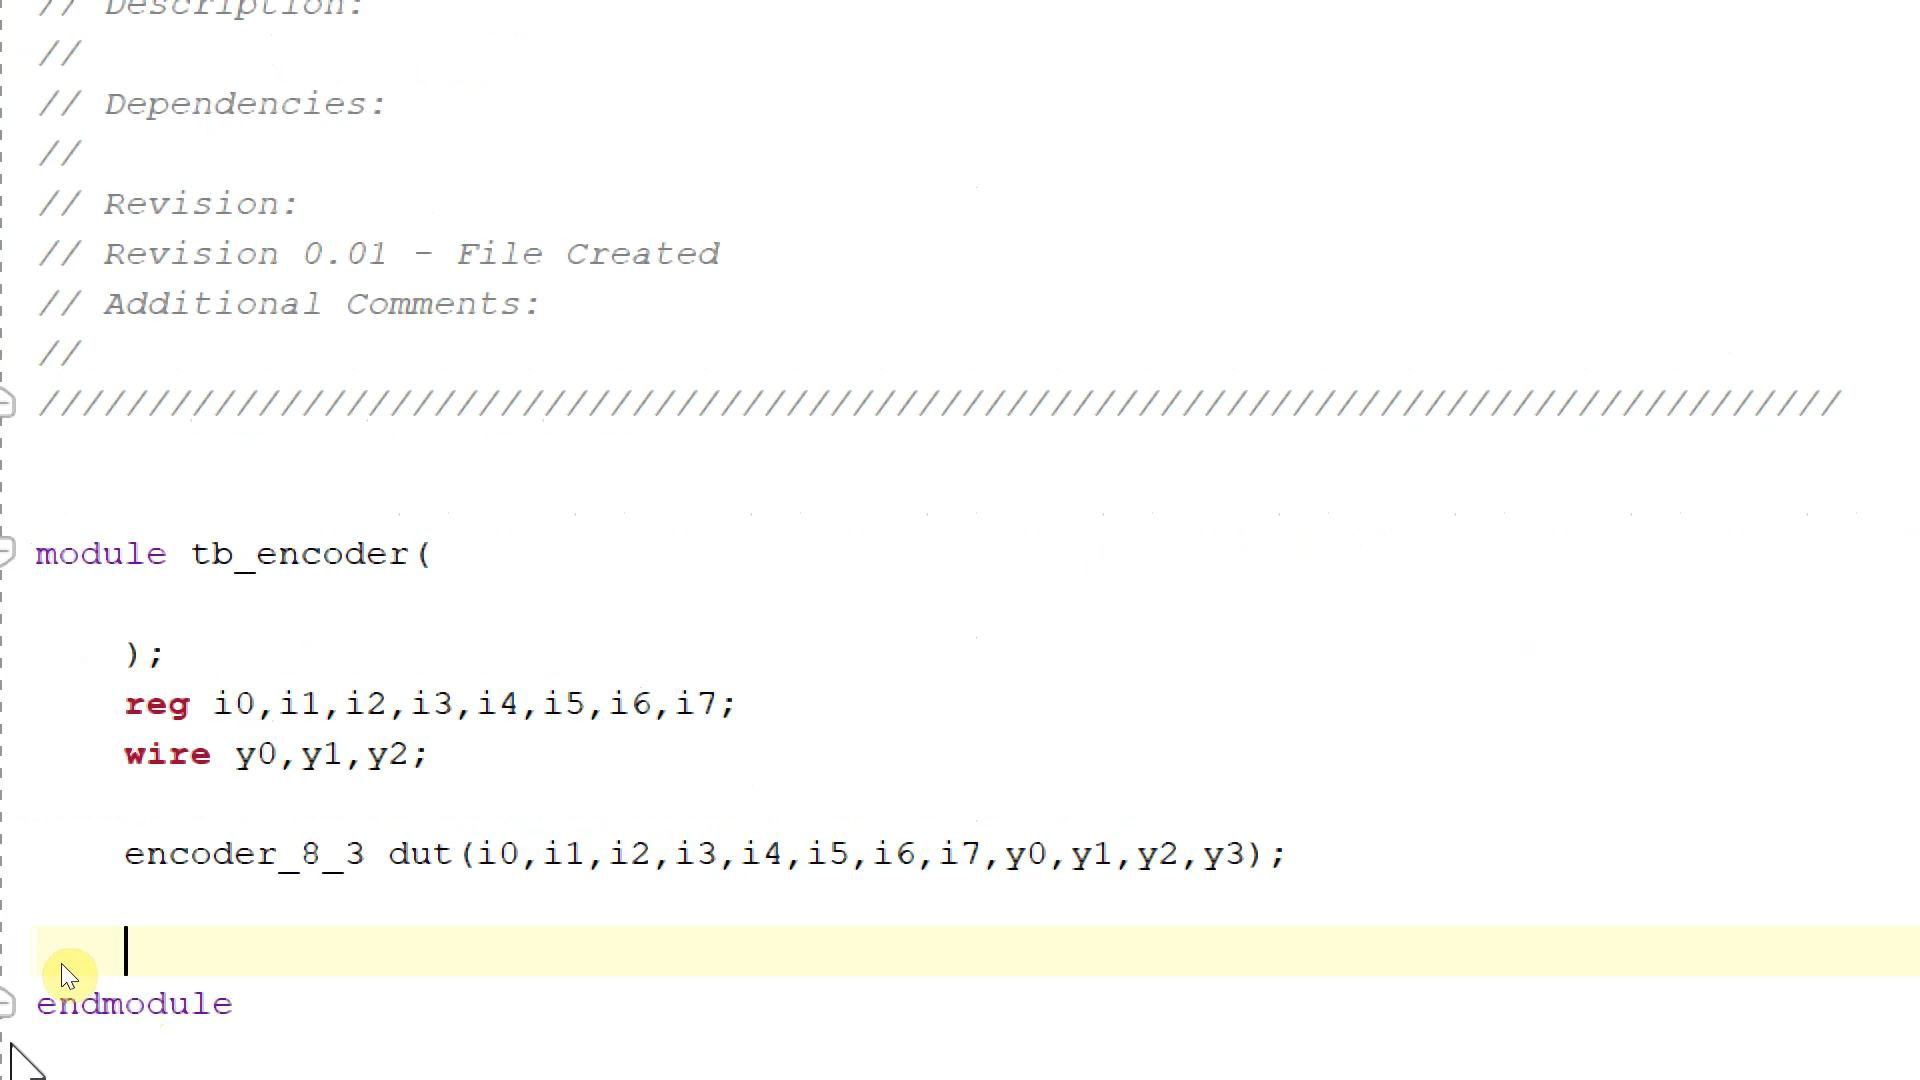 // Description:
//
// Dependencies:
//
// Revision:
// Revision 0.01 - File Created
// Additional Comments:
//
//////////////////////////////////////////////////////////////////////////////////
module tb_encoder(
);
reg i0,i1,i2,i3,i4,i5,i6,i7;
wire y0,y1,y2;
encoder_8_3 dut(i0,i1,i2,i3,i4,i5,i6,i7,y0,y1,y2,y3);
endmodule